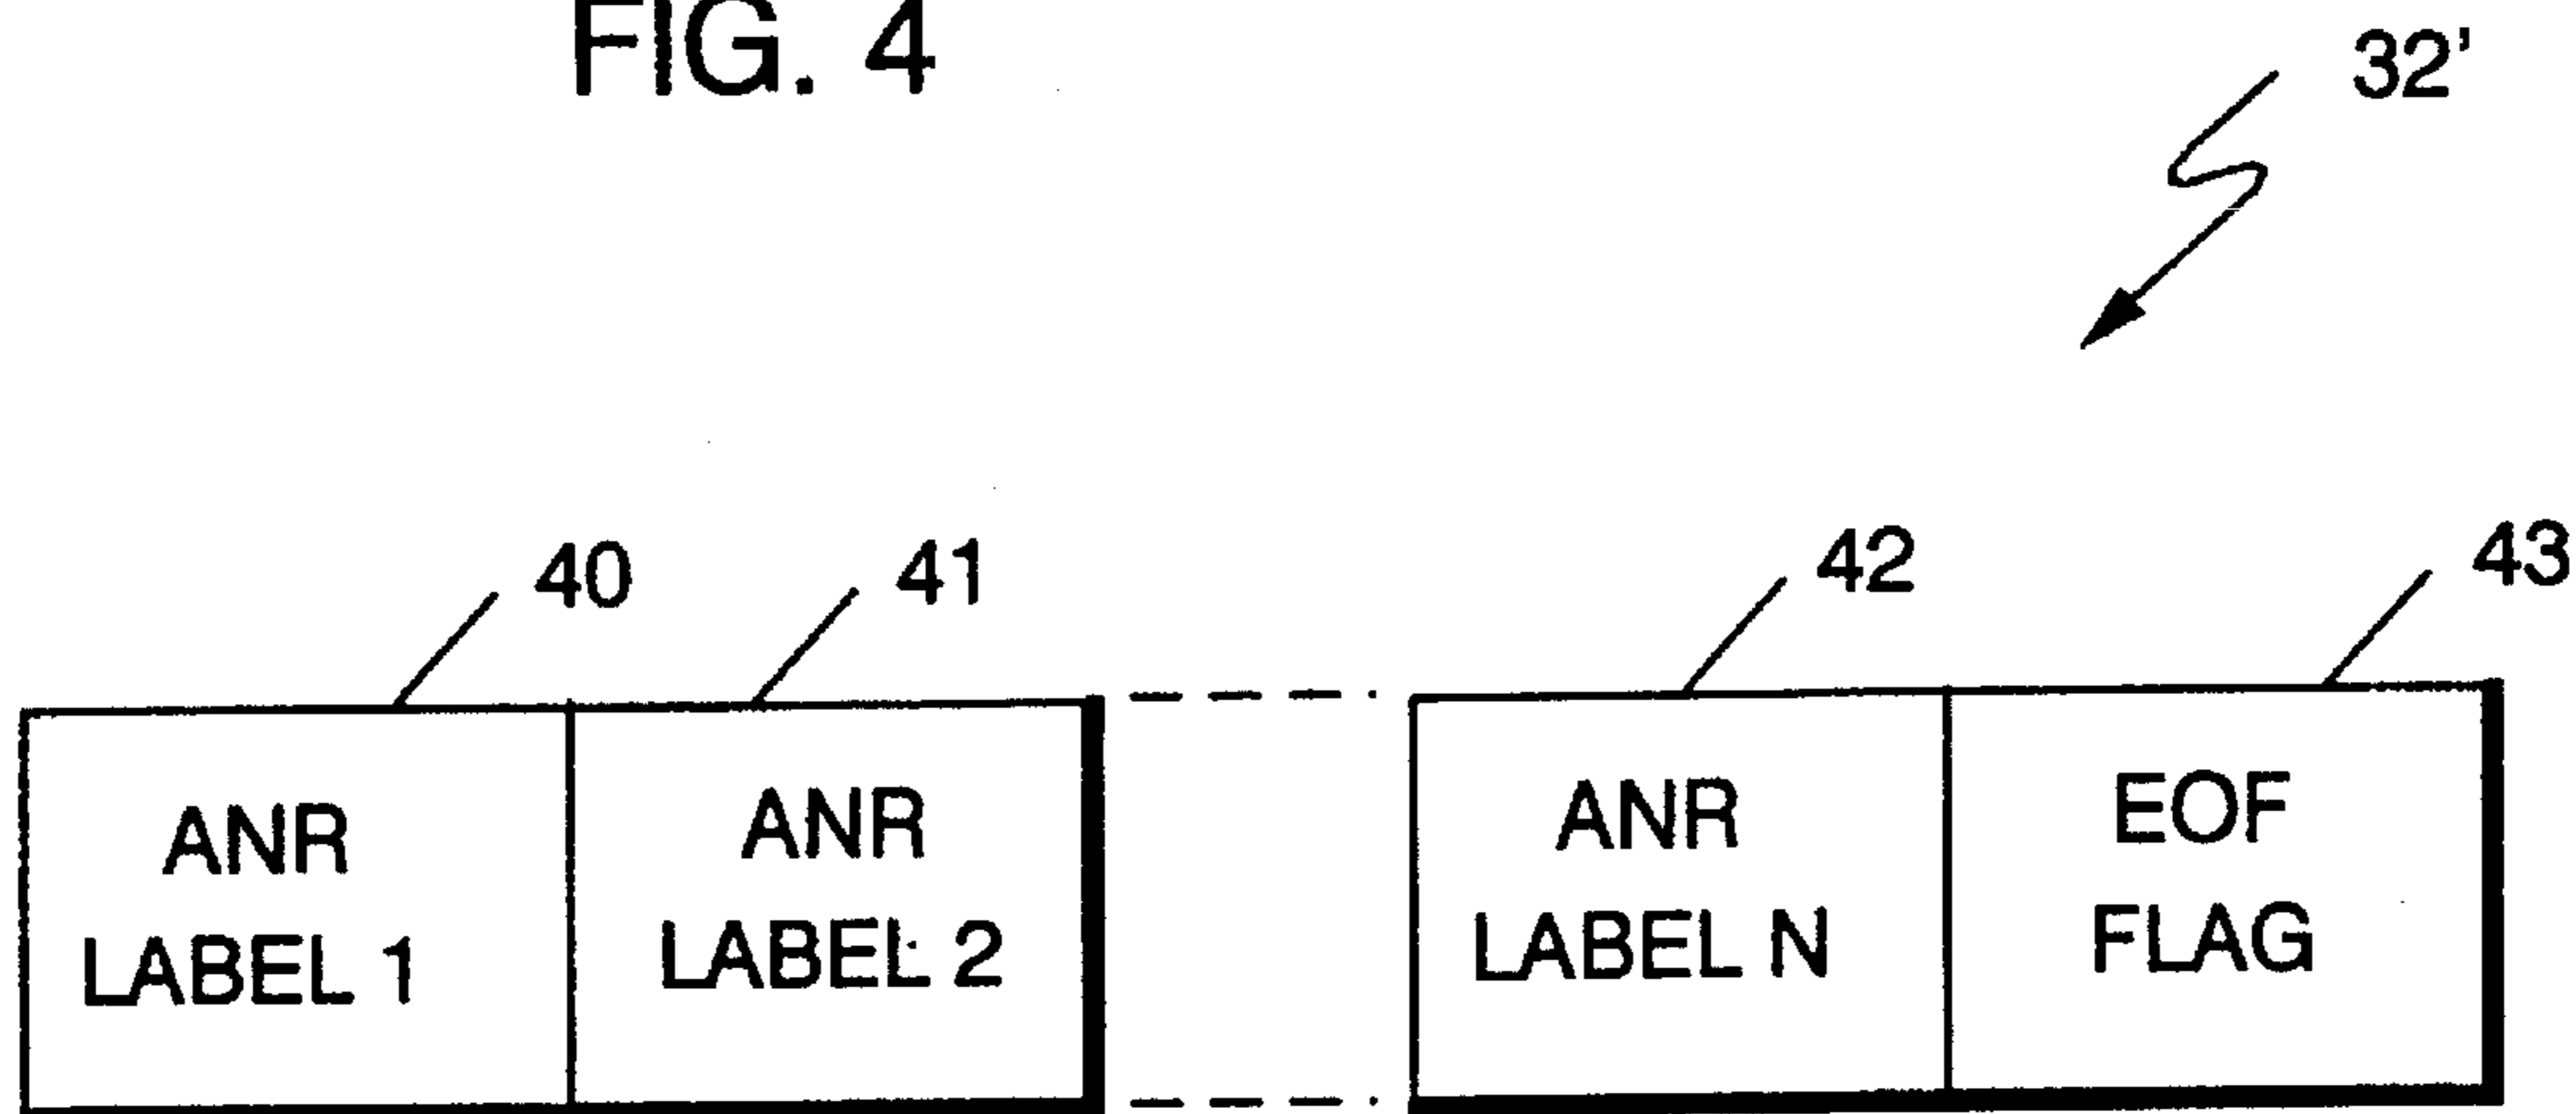 FIG. 4
32'
40
41
42
43
ANR
LABEL 1
ANR
LABEL 2
ANR
LABEL N
EOF
FLAG